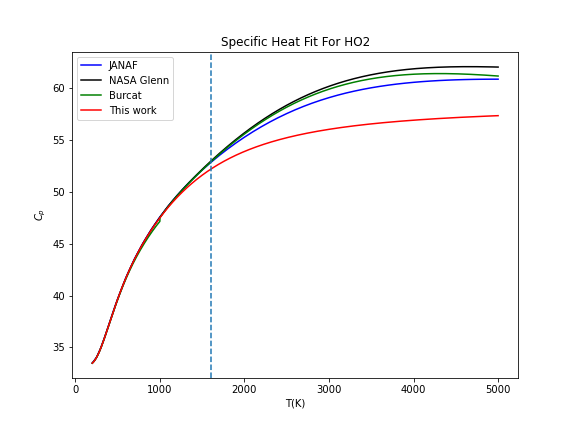 Specific Heat Fit For HO2
JANAF
NASA Glenn
Burcat
This work
60
55
50
45
40
35
Cₚ
0
1000
2000
3000
4000
5000
T(K)